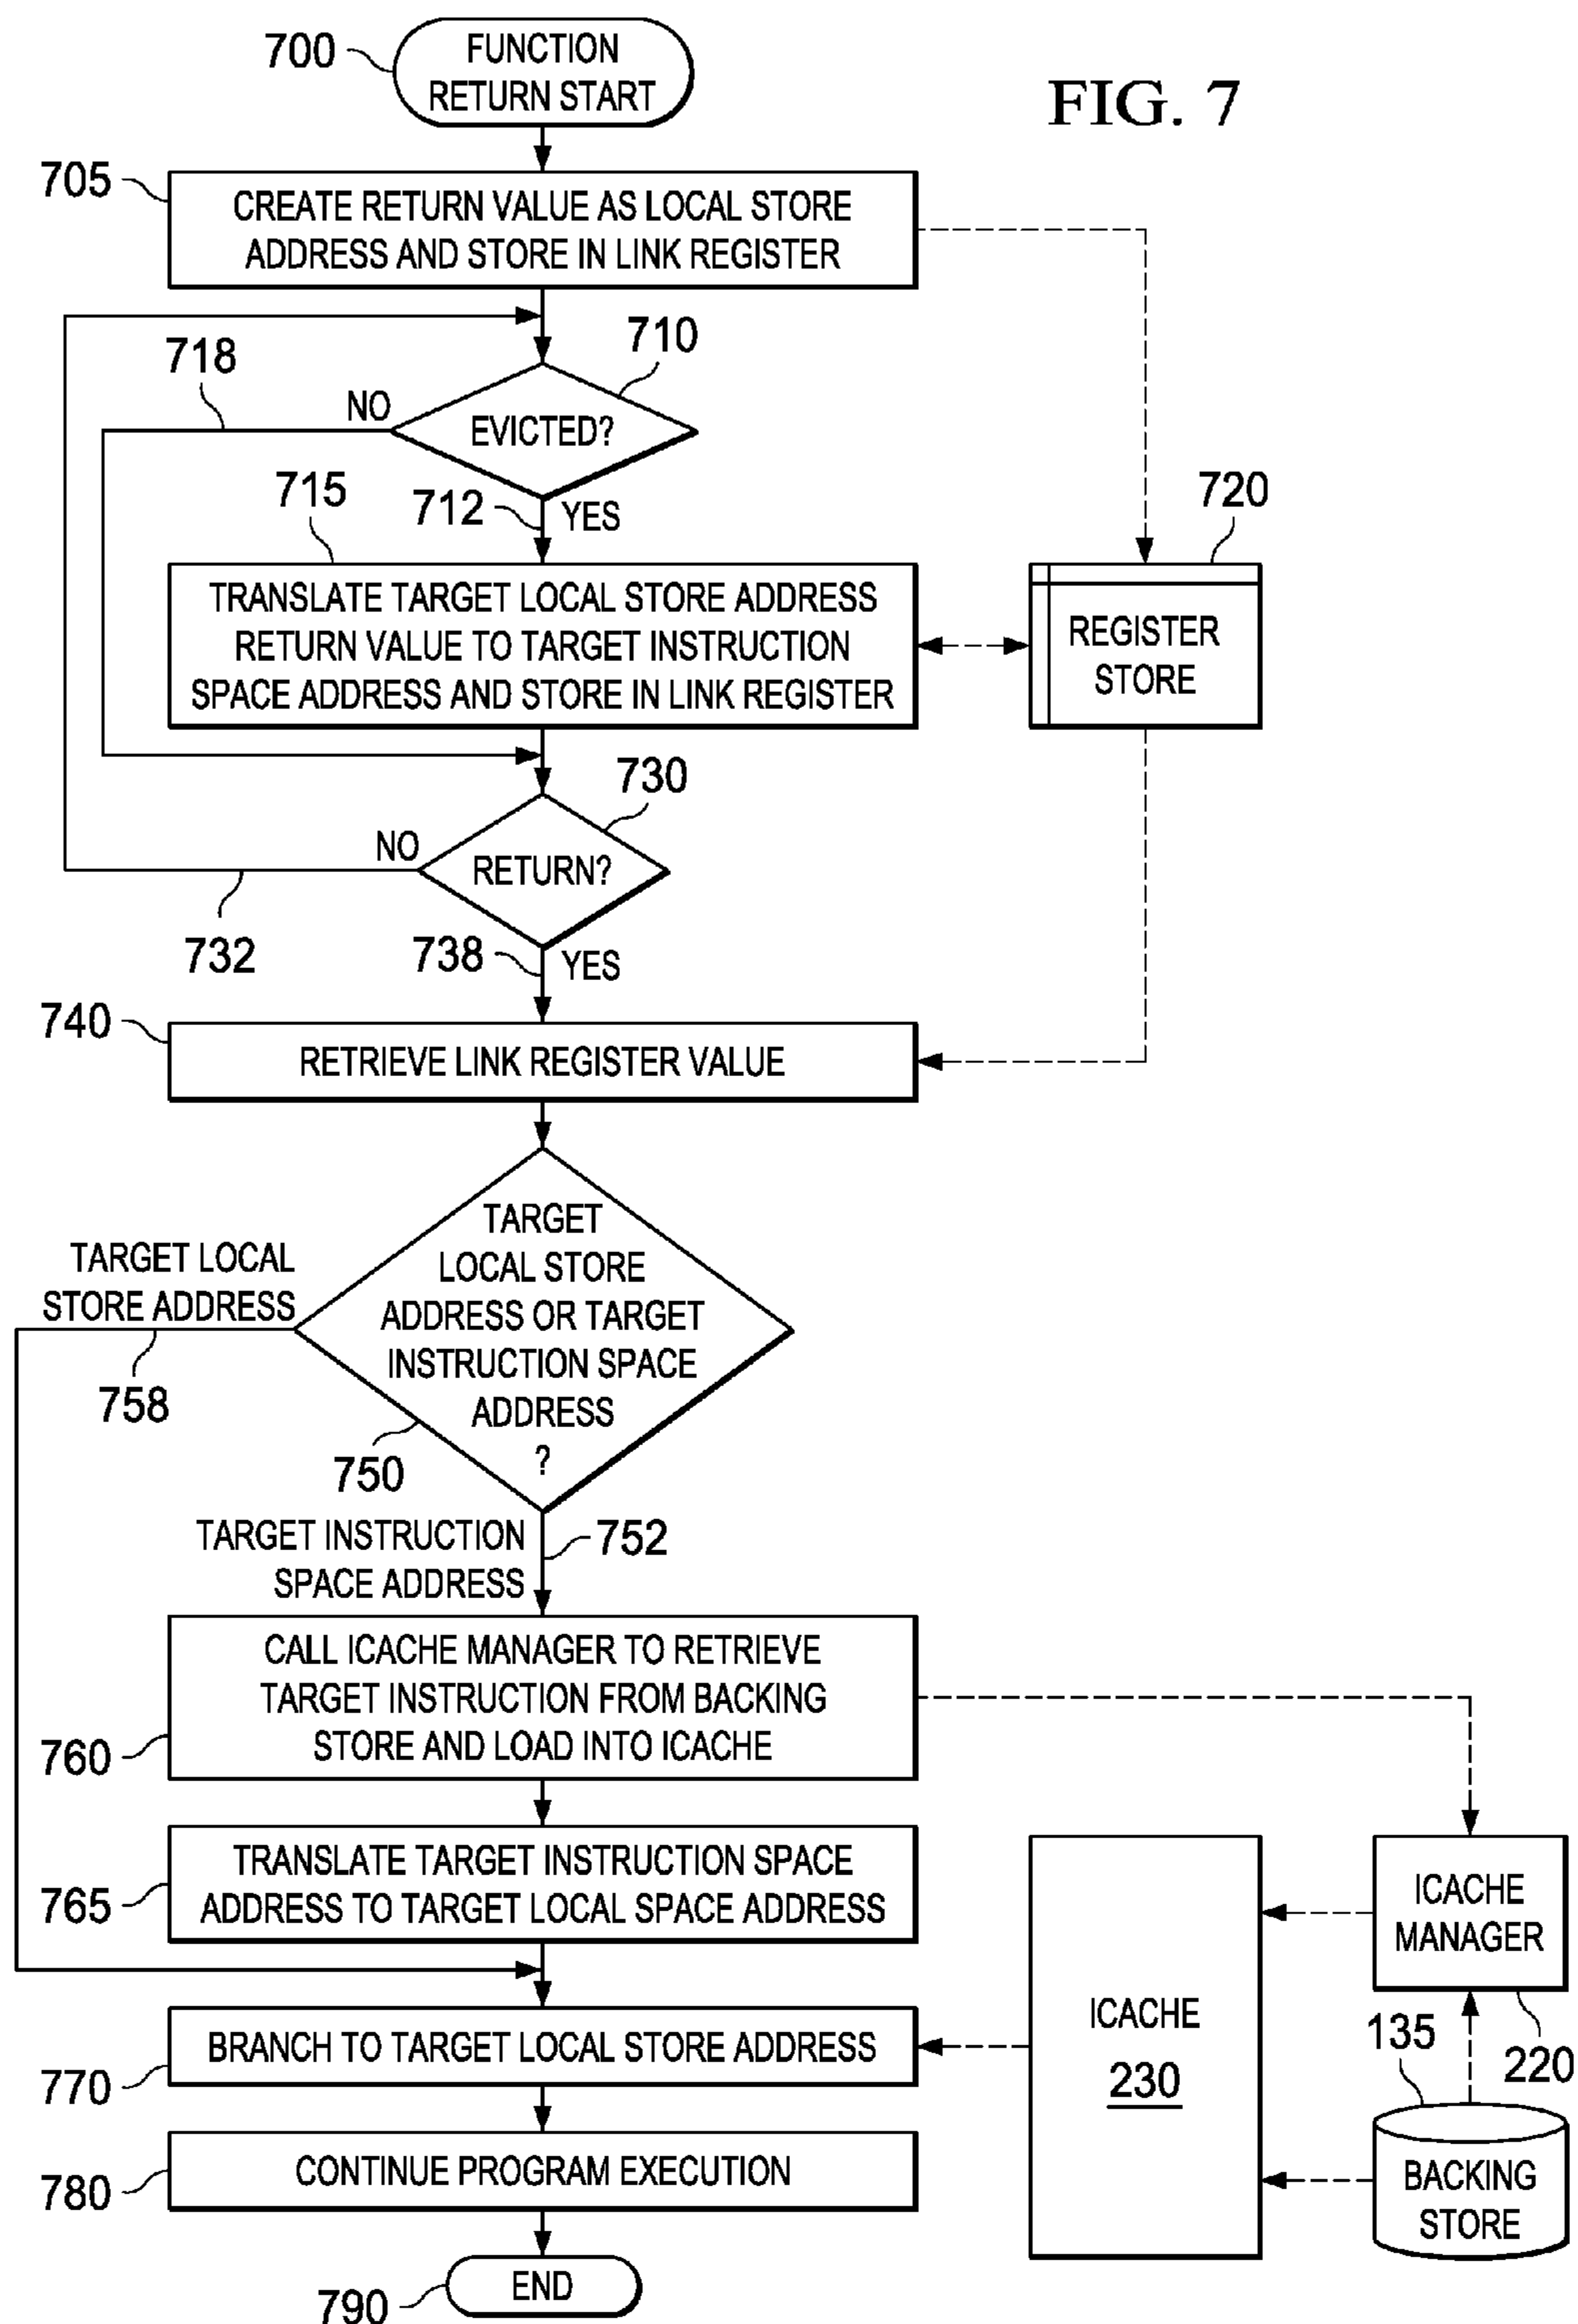 FIG. 7
700
FUNCTION
RETURN START
705
CREATE RETURN VALUE AS LOCAL STORE
ADDRESS AND STORE IN LINK REGISTER
710
718
NO
EVICTED?
715
712
YES
720
TRANSLATE TARGET LOCAL STORE ADDRESS
RETURN VALUE TO TARGET INSTRUCTION
SPACE ADDRESS AND STORE IN LINK REGISTER
REGISTER
STORE
730
NO
RETURN?
732
738
YES
740
RETRIEVE LINK REGISTER VALUE
TARGET
LOCAL STORE
ADDRESS OR TARGET
INSTRUCTION SPACE
ADDRESS
?
TARGET LOCAL
STORE ADDRESS
758
750
TARGET INSTRUCTION
SPACE ADDRESS
752
CALL ICACHE MANAGER TO RETRIEVE
TARGET INSTRUCTION FROM BACKING
STORE AND LOAD INTO ICACHE
760
TRANSLATE TARGET INSTRUCTION SPACE
ADDRESS TO TARGET LOCAL SPACE ADDRESS
765
ICACHE
MANAGER
220
ICACHE
230
135
BACKING
STORE
BRANCH TO TARGET LOCAL STORE ADDRESS
770
CONTINUE PROGRAM EXECUTION
780
END
790